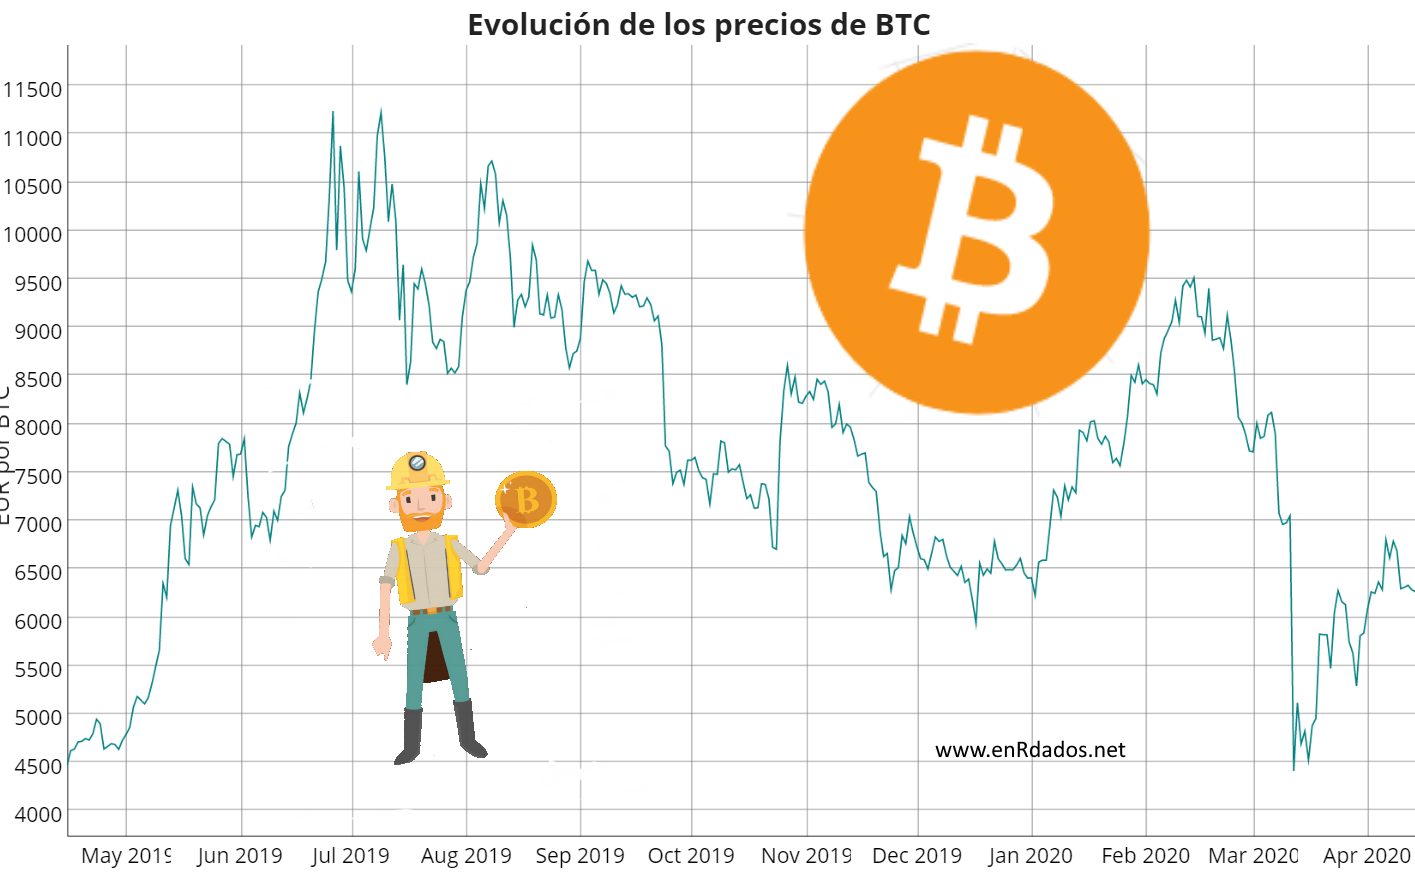 Evolución de los precios de BTC
11500
11000
10500
10000
9500
9000
8500
8000
7500
7000
6500
6000
5500
5000
4500
4000
EUR por BTC
www.enRdados.net
May 2019
Jun 2019
Jul 2019
Aug 2019
Sep 2019
Oct 2019
Nov 2019
Dec 2019
Jan 2020
Feb 2020
Mar 2020
Apr 2020